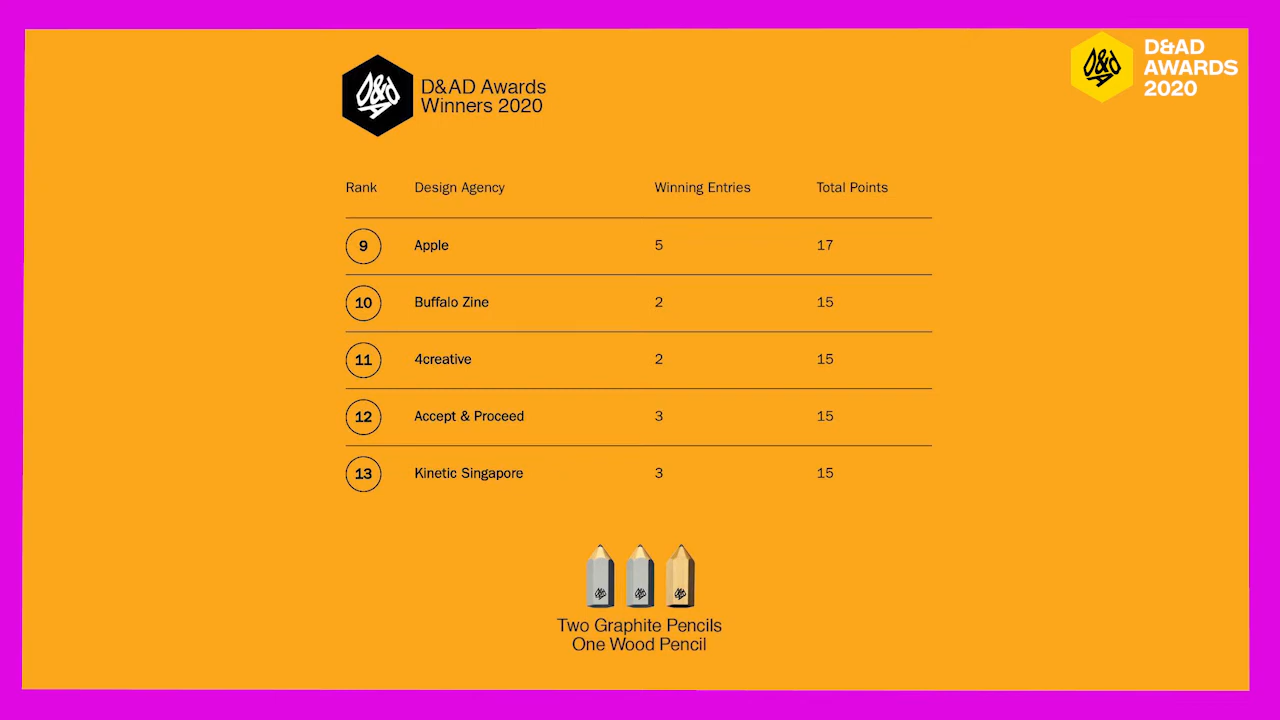 D&AD
D&AD
AWARDS
2020
D&AD Awards
Winners 2020
Rank Design Agency Winning Entries Total Points
9 Apple 5 17
10 Buffalo Zine 2 15
11 4creative 2 15
12 Accept & Proceed 3 15
13 Kinetic Singapore 3 15
Two Graphite Pencils
One Wood Pencil